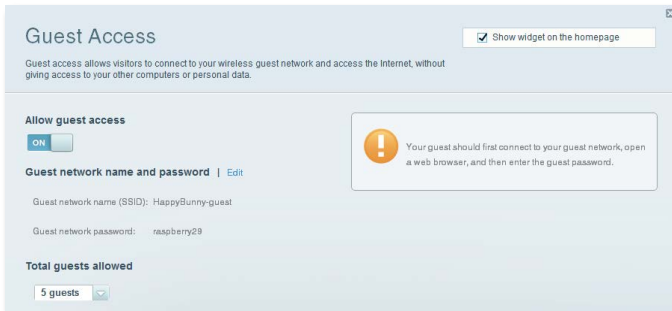 Guest Access
Show widget on the homepage
Guest access allows visitors to connect to your wireless guest network and access the Internet, without
giving access to your other computers or personal data.
Allow guest access
ON
Your guest should first connect to your guest network, open
a web browser, and then enter the guest password.
Guest network name and password | Edit
Guest network name (SSID): HappyBunny-guest
Guest network password: raspberry29
Total guests allowed
5 guests